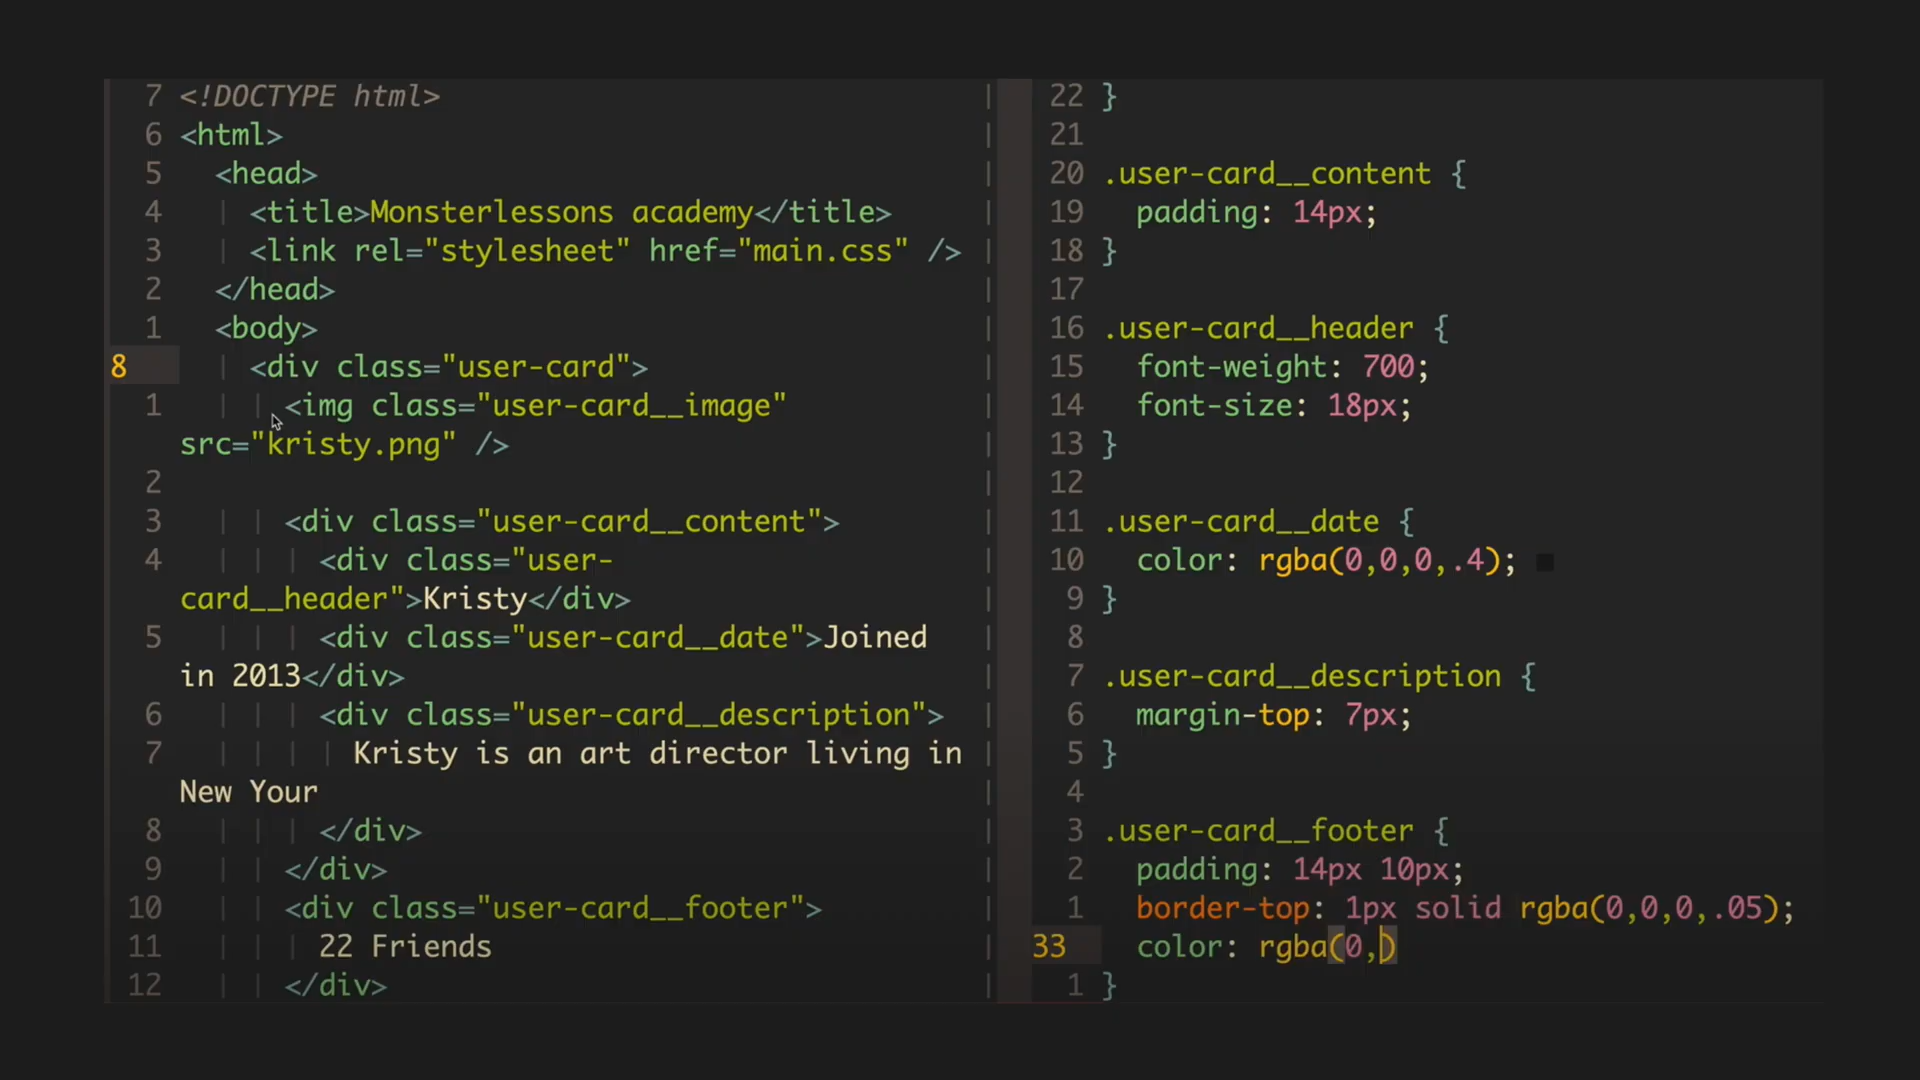 7 <!DOCTYPE html>
6 <html>
5 <head>
4 <title>Monsterlessons academy</title>
3 <link rel="stylesheet" href="main.css" />
2 </head>
1 <body>
8 <div class="user-card">
1 <img class="user-card__image"
src="kristy.png" />
2
3 <div class="user-card__content">
4 <div class="user-
card__header">Kristy</div>
5 <div class="user-card__date">Joined
in 2013</div>
6 <div class="user-card__description">
7 Kristy is an art director living in
New Your
8 </div>
9 </div>
10 <div class="user-card__footer">
11 22 Friends
12 </div>
22 }
21
20 .user-card__content {
19 padding: 14px;
18 }
17
16 .user-card__header {
15 font-weight: 700;
14 font-size: 18px;
13 }
12
11 .user-card__date {
10 color: rgba(0,0,0,.4);
9 }
8
7 .user-card__description {
6 margin-top: 7px;
5 }
4
3 .user-card__footer {
2 padding: 14px 10px;
1 border-top: 1px solid rgba(0,0,0,.05);
33 color: rgba(0,)
1 }